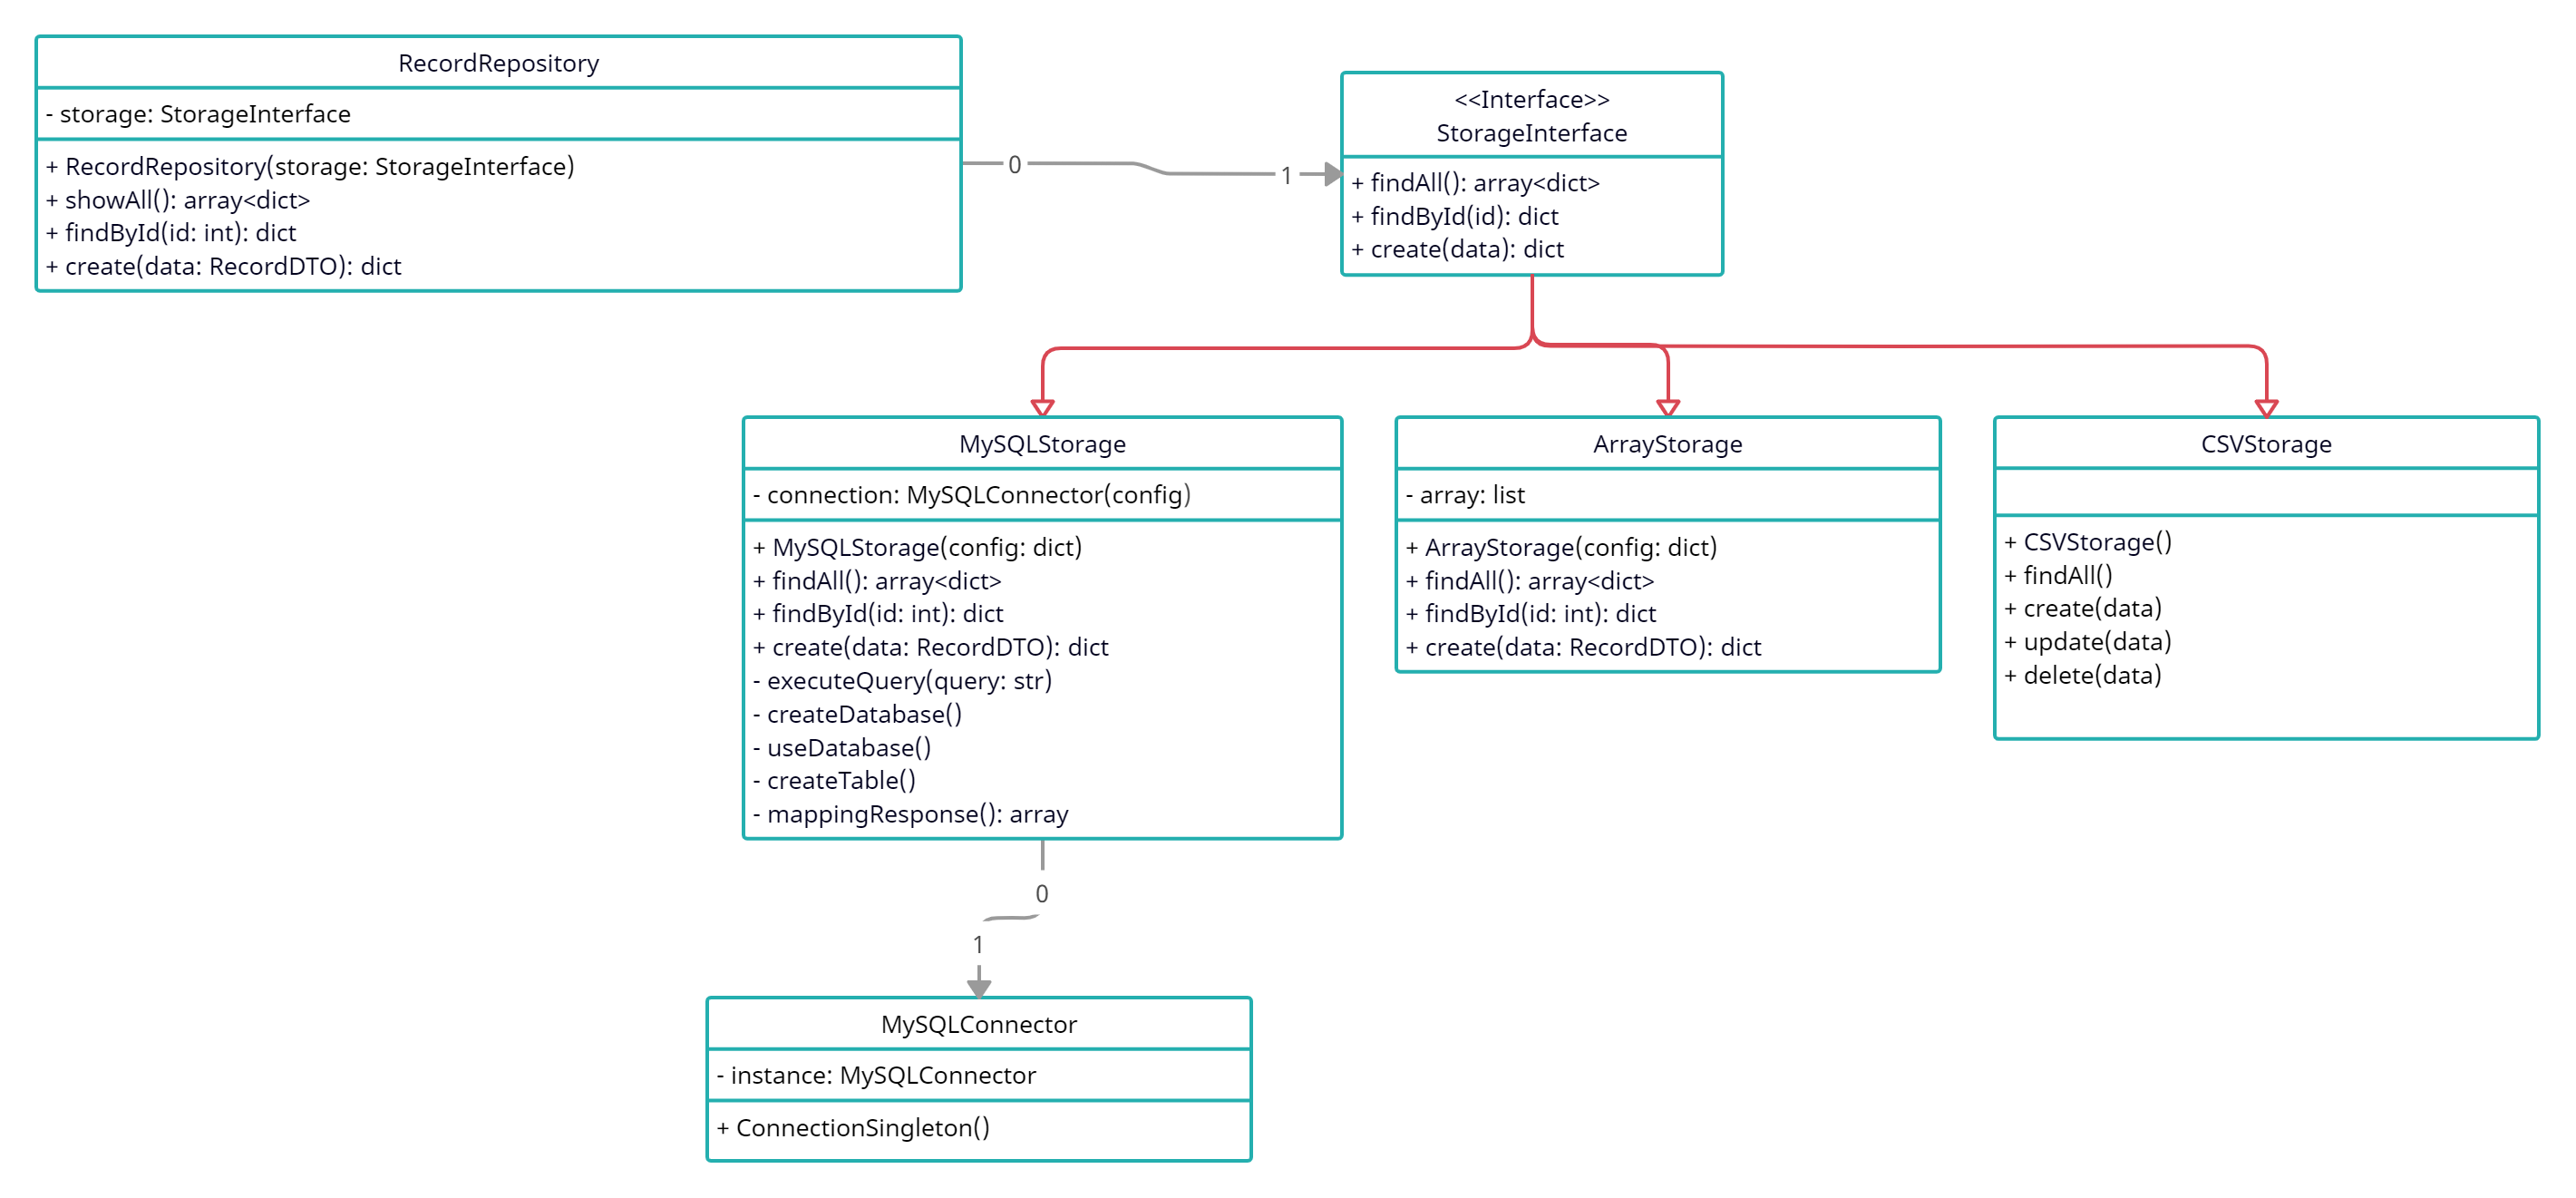 RecordRepository
- storage: StorageInterface
+ RecordRepository(storage: StorageInterface)
+ showAll(): array<dict>
+ findById(id: int): dict
+ create(data: RecordDTO): dict
0
1
<<Interface>>
StorageInterface
+ findAll(): array<dict>
+ findById(id): dict
+ create(data): dict
MySQLStorage
- connection: MySQLConnector(config)
+ MySQLStorage(config: dict)
+ findAll(): array<dict>
+ findById(id: int): dict
+ create(data: RecordDTO): dict
- executeQuery(query: str)
- createDatabase()
- useDatabase()
- createTable()
- mappingResponse(): array
ArrayStorage
- array: list
+ ArrayStorage(config: dict)
+ findAll(): array<dict>
+ findById(id: int): dict
+ create(data: RecordDTO): dict
CSVStorage
+ CSVStorage()
+ findAll()
+ create(data)
+ update(data)
+ delete(data)
0
1
MySQLConnector
- instance: MySQLConnector
+ ConnectionSingleton()